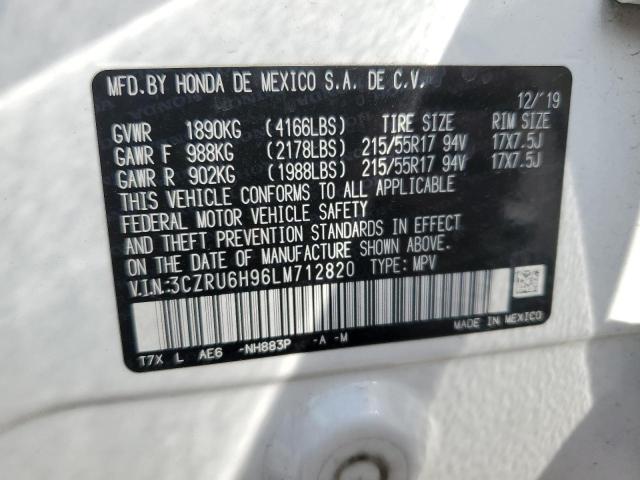 MFD. BY HONDA DE MEXICO S.A. DE C.V.
12/'19
GVWR 1890KG (4166LBS) TIRE SIZE RIM SIZE
GAWR F 988KG (2178LBS) 215/55R17 94V 17X7.5J
GAWR R 902KG (1988LBS) 215/55R17 94V 17X7.5J
THIS VEHICLE CONFORMS TO ALL APPLICABLE
FEDERAL MOTOR VEHICLE SAFETY
AND THEFT PREVENTION STANDARDS IN EFFECT
ON THE DATE OF MANUFACTURE SHOWN ABOVE.
V.I.N.:3CZRU6H96LM712820 TYPE: MPV
MADE IN MEXICO
T7X L AE6 -NH883P -A -M